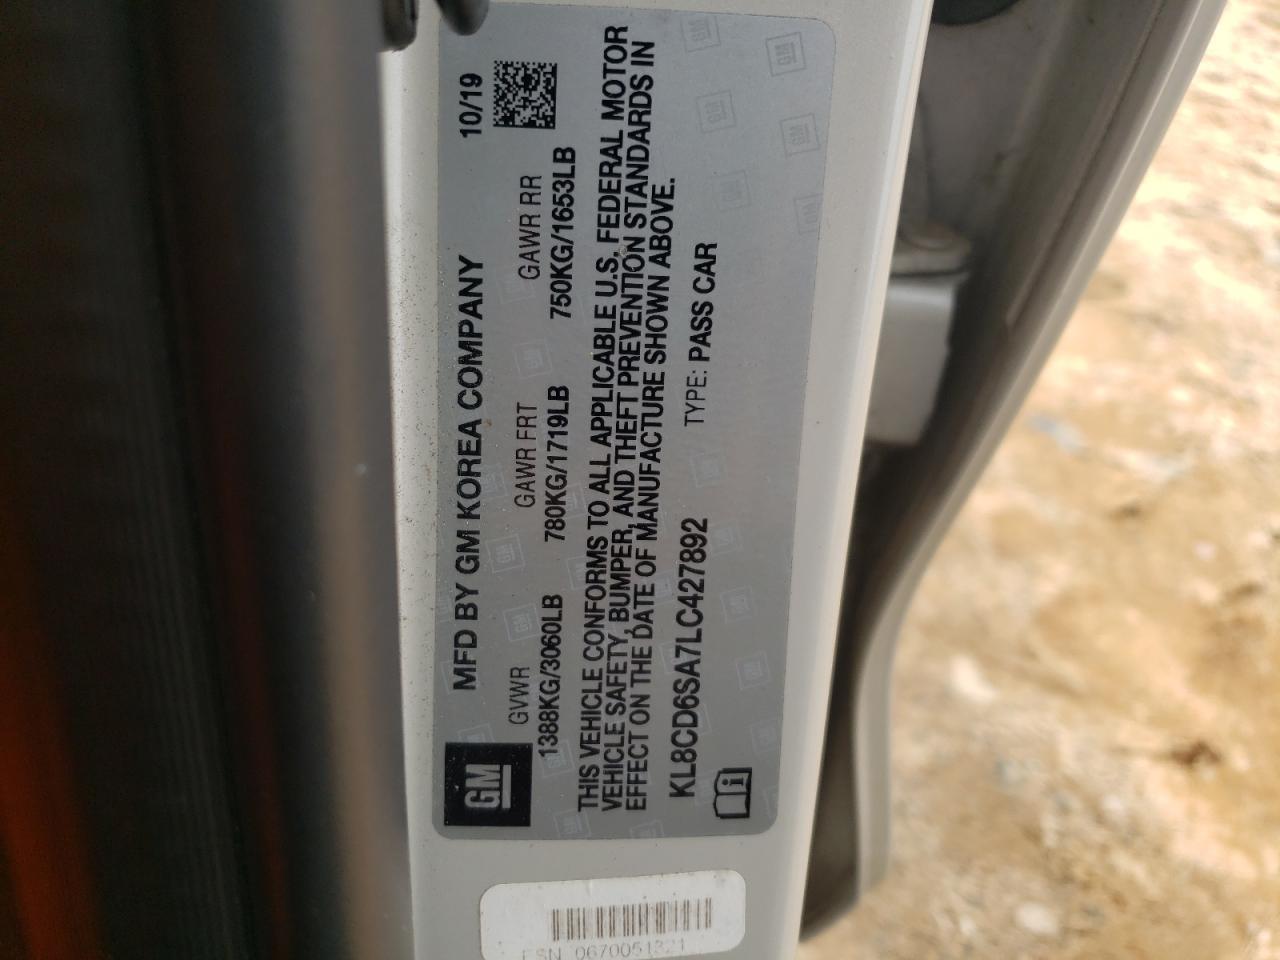 GM
MFD BY GM KOREA COMPANY 10/19
GVWR GAWR FRT GAWR RR
1388KG/3060LB 780KG/1719LB 750KG/1653LB
THIS VEHICLE CONFORMS TO ALL APPLICABLE U.S. FEDERAL MOTOR
VEHICLE SAFETY, BUMPER, AND THEFT PREVENTION STANDARDS IN
EFFECT ON THE DATE OF MANUFACTURE SHOWN ABOVE.
KL8CD6SA7LC427892 TYPE: PASS CAR
ESN 0670051321